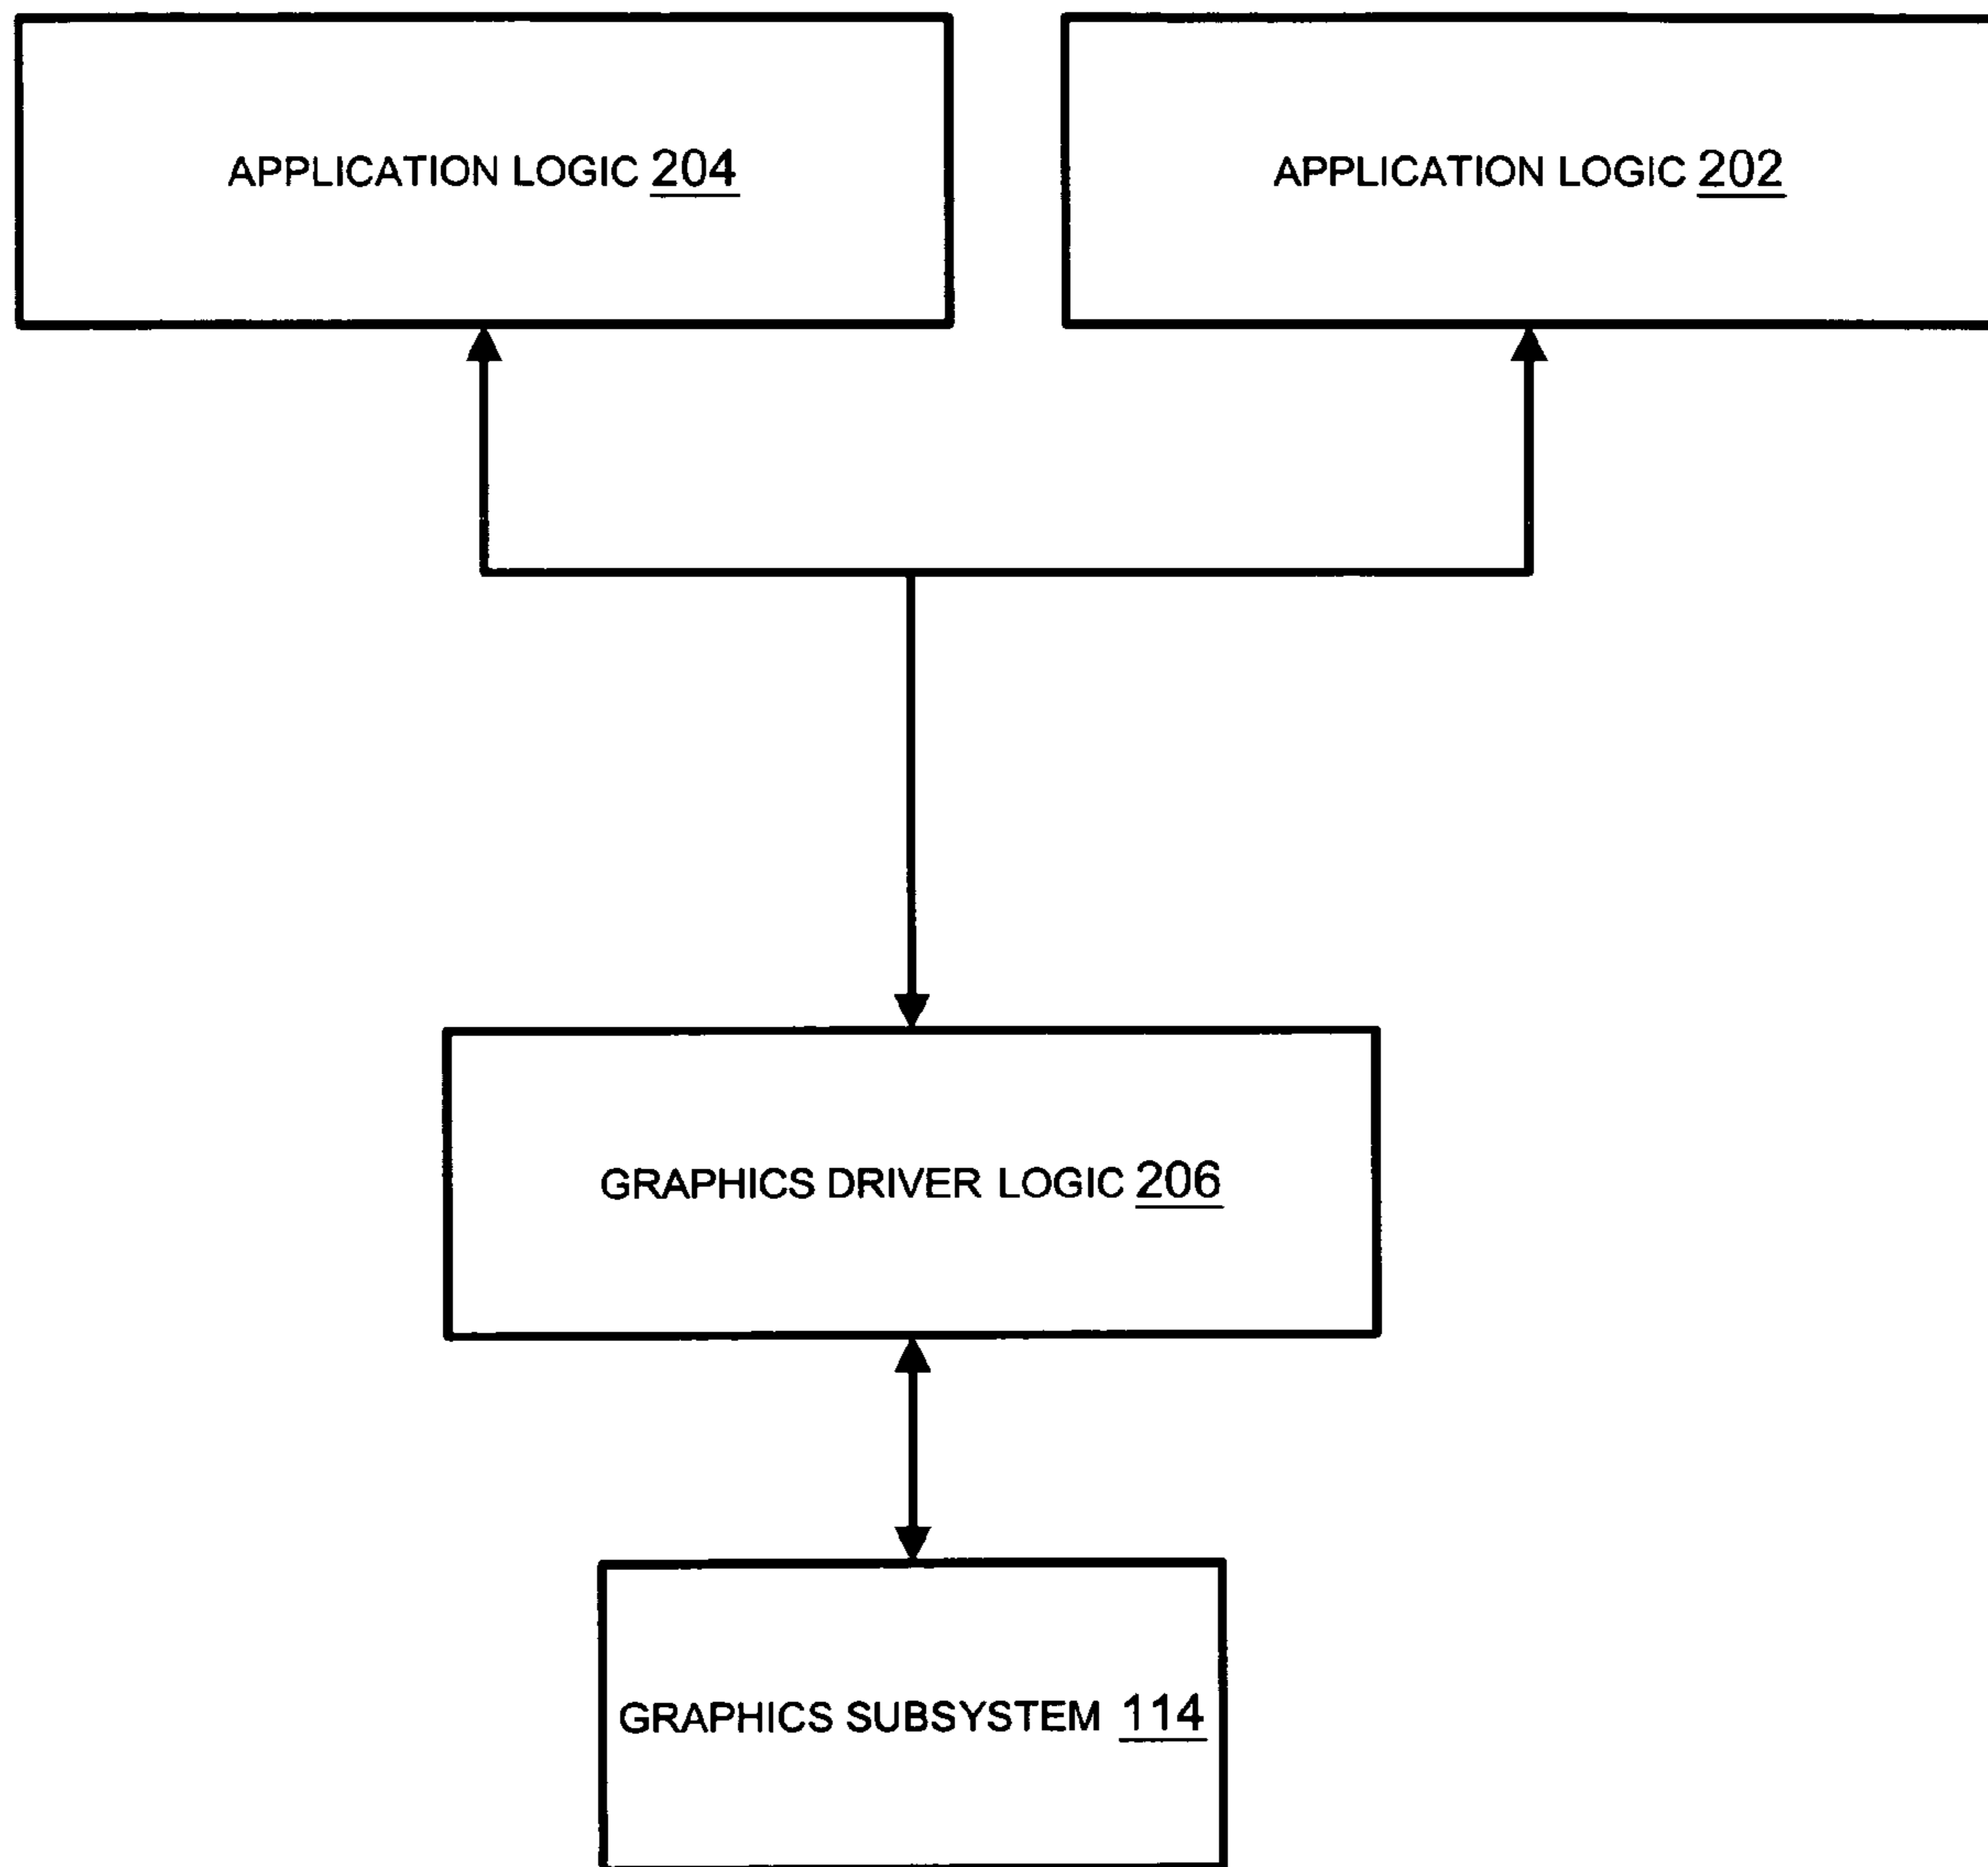 APPLICATION LOGIC 204
APPLICATION LOGIC 202
GRAPHICS DRIVER LOGIC 206
GRAPHICS SUBSYSTEM 114